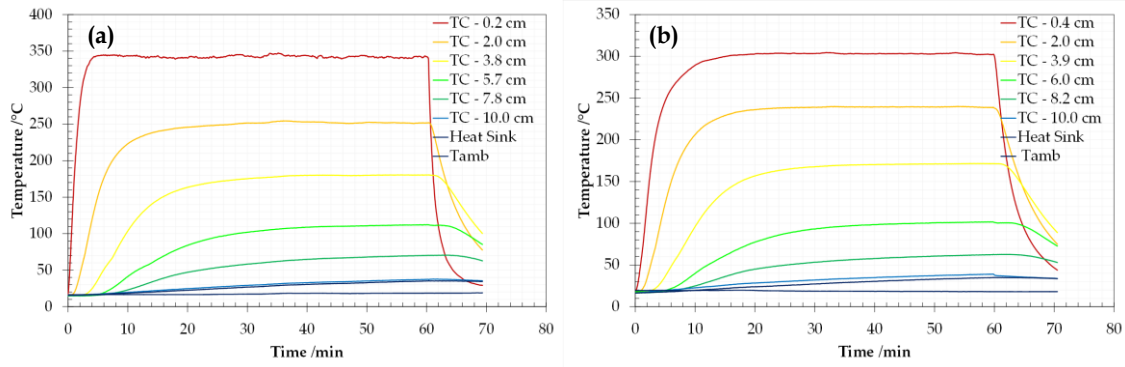 (a)
400
350
300
250
200
150
100
50
0
Temperature /°C
0 10 20 30 40 50 60 70 80
Time /min
TC - 0.2 cm
TC - 2.0 cm
TC - 3.8 cm
TC - 5.7 cm
TC - 7.8 cm
TC - 10.0 cm
Heat Sink
Tamb
(b)
350
300
250
200
150
100
50
0
Temperature /°C
0 10 20 30 40 50 60 70 80
Time /min
TC - 0.4 cm
TC - 2.0 cm
TC - 3.9 cm
TC - 6.0 cm
TC - 8.2 cm
TC - 10.0 cm
Heat Sink
Tamb